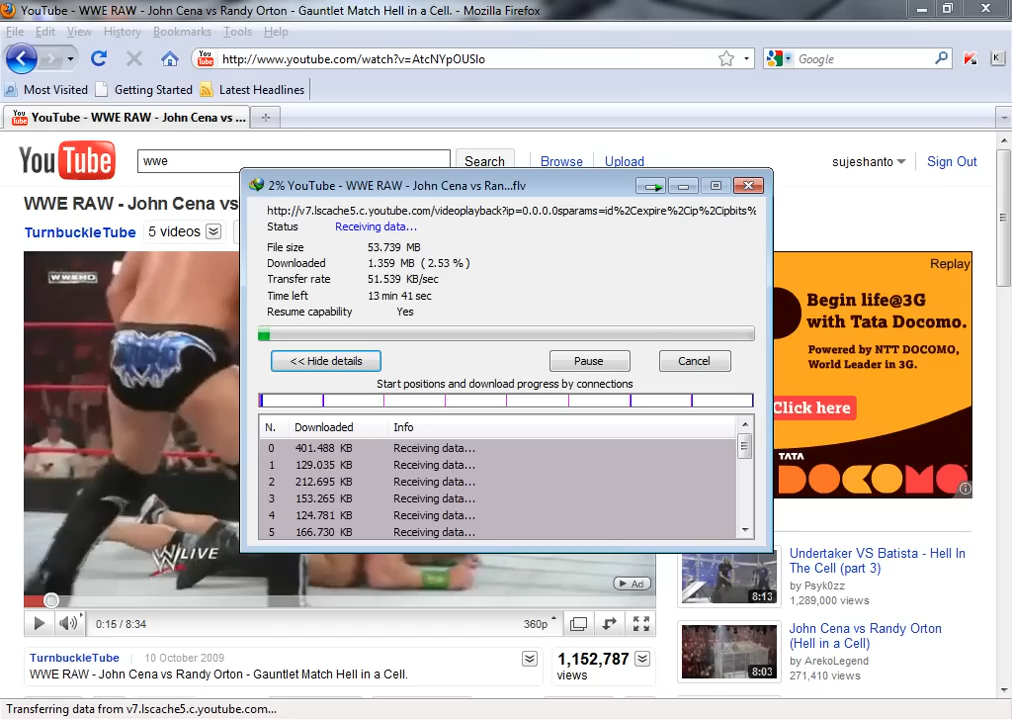 YouTube - WWE RAW - John Cena vs Randy Orton - Gauntlet Match Hell in a Cell. - Mozilla Firefox
File Edit View History Bookmarks Tools Help
http://www.youtube.com/watch?v=AtcNYpOUSIo
Google
K
Most Visited Getting Started Latest Headlines
YouTube - WWE RAW - John Cena vs ...
YouTube
wwe
Search
Browse
Upload
sujeshanto
Sign Out
WWE RAW - John Cena vs
TurnbuckleTube
5 videos
WWEHD
2% YouTube - WWE RAW - John Cena vs Ran...flv
http://v7.lscache5.c.youtube.com/videoplayback?ip=0.0.0.0sparams=id%2Cexpire%2Cip%2Cipbits%
Status Receiving data...
File size 53.739 MB
Downloaded 1.359 MB ( 2.53 % )
Transfer rate 51.539 KB/sec
Time left 13 min 41 sec
Resume capability Yes
<< Hide details
Pause
Cancel
Start positions and download progress by connections
N. Downloaded Info
0 401.488 KB Receiving data...
1 129.035 KB Receiving data...
2 212.695 KB Receiving data...
3 153.265 KB Receiving data...
4 124.781 KB Receiving data...
5 166.730 KB Receiving data...
Replay
Begin life@3G
with Tata Docomo.
Powered by NTT DOCOMO,
World Leader in 3G.
Click here
TATA
DOCOMO
LIVE
Ad
0:15 / 8:34
360p
TurnbuckleTube
10 October 2009
WWE RAW - John Cena vs Randy Orton - Gauntlet Match Hell in a Cell.
1,152,787
views
8:13
Undertaker VS Batista - Hell In
The Cell (part 3)
by Psyk0zz
1,289,000 views
8:03
John Cena vs Randy Orton
(Hell in a Cell)
by ArekoLegend
271,410 views
Transferring data from v7.lscache5.c.youtube.com...